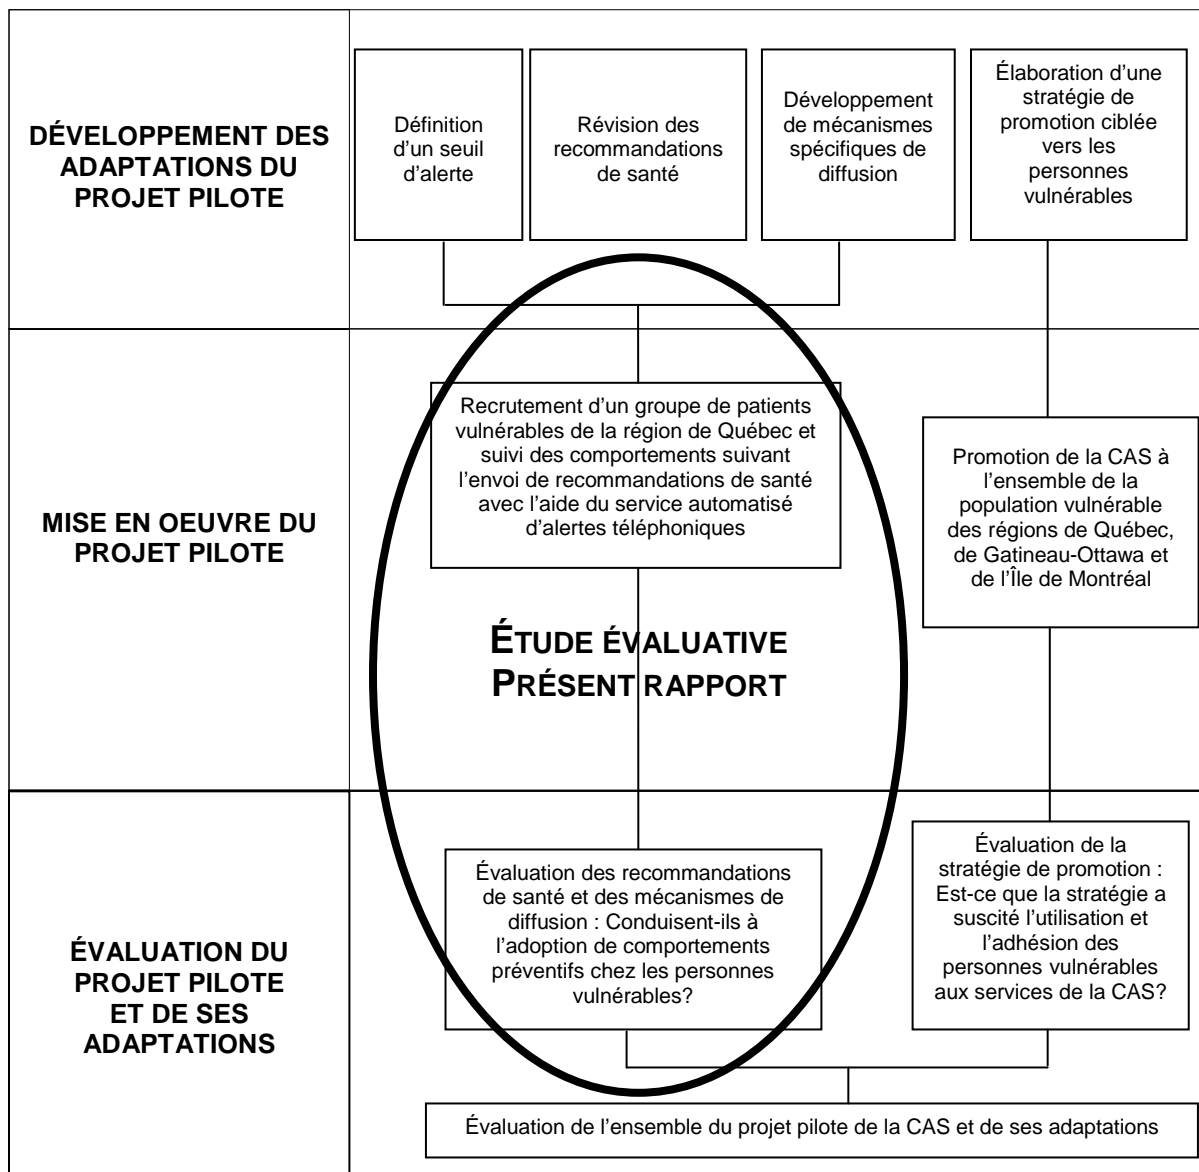 DÉVELOPPEMENT DES
ADAPTATIONS DU
PROJET PILOTE
Définition
d’un seuil
d’alerte
Révision des
recommandations
de santé
Développement
de mécanismes
spécifiques de
diffusion
Élaboration d’une
stratégie de
promotion ciblée
vers les
personnes
vulnérables
MISE EN OEUVRE DU
PROJET PILOTE
Recrutement d’un groupe de patients
vulnérables de la région de Québec et
suivi des comportements suivant
l’envoi de recommandations de santé
avec l’aide du service automatisé
d’alertes téléphoniques
Promotion de la CAS à
l’ensemble de la
population vulnérable
des régions de Québec,
de Gatineau-Ottawa et
de l’Île de Montréal
ÉTUDE ÉVALUATIVE
PRÉSENT RAPPORT
ÉVALUATION DU
PROJET PILOTE
ET DE SES
ADAPTATIONS
Évaluation des recommandations
de santé et des mécanismes de
diffusion : Conduisent-ils à
l’adoption de comportements
préventifs chez les personnes
vulnérables?
Évaluation de la
stratégie de promotion :
Est-ce que la stratégie a
suscité l’utilisation et
l’adhésion des
personnes vulnérables
aux services de la CAS?
Évaluation de l’ensemble du projet pilote de la CAS et de ses adaptations